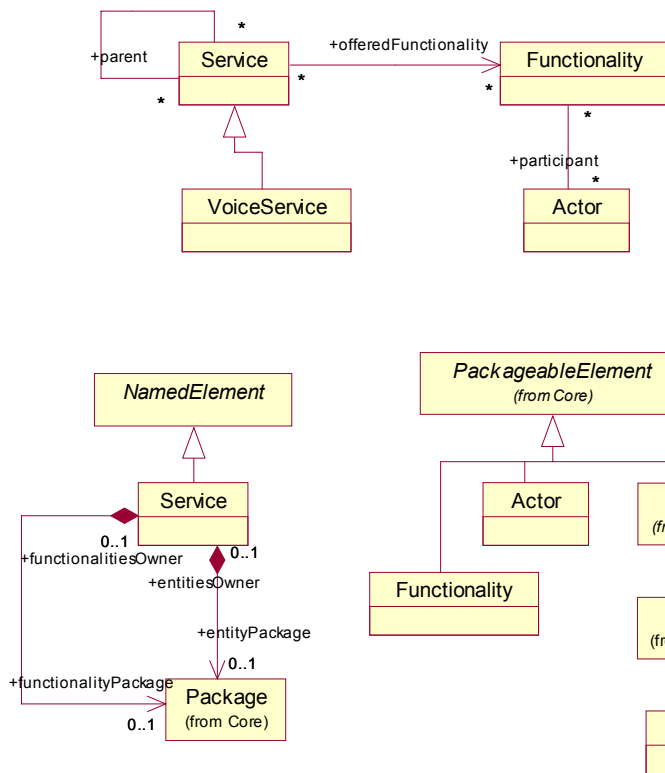 *
+parent
Service
*
+offeredFunctionality
*
Functionality
*
*
+participant
*
VoiceService
Actor
NamedElement
PackageableElement
(from Core)
Service
Actor
0..1
0..1
+functionalitiesOwner
+entitiesOwner
Functionality
+entityPackage
0..1
+functionalityPackage
0..1
Package
(from Core)